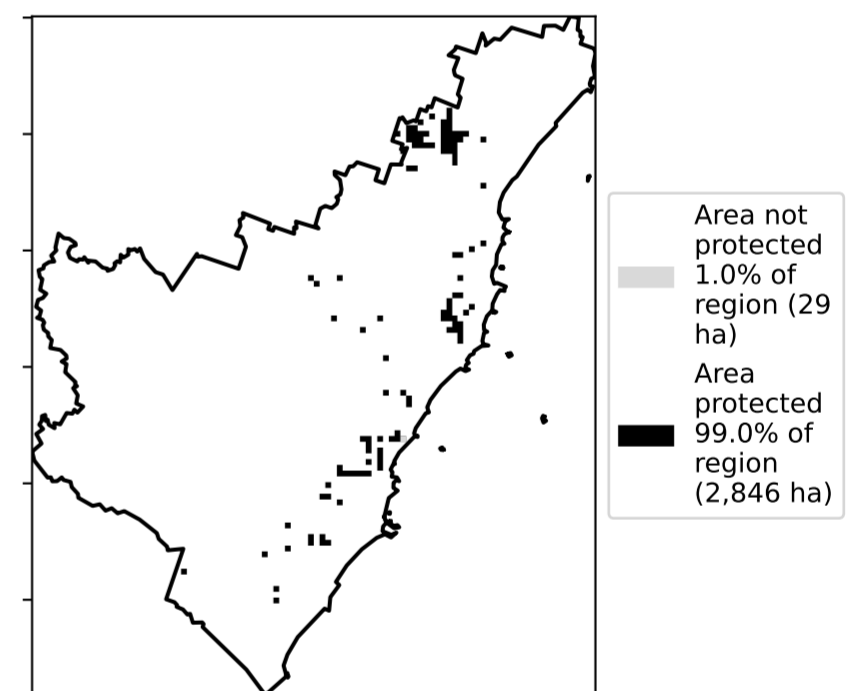 Area not
protected
1.0% of
region (29
ha)
Area
protected
99.0% of
region
(2,846 ha)